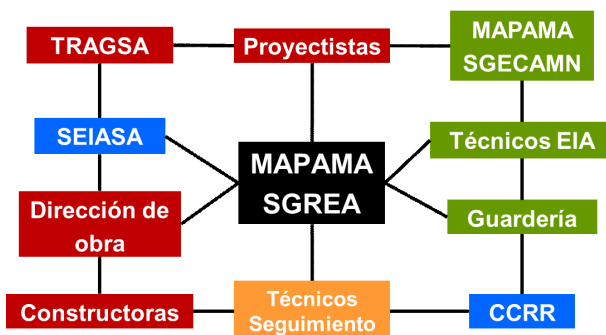 TRAGSA
Proyectistas
MAPAMA
SGECAMN
SEIASA
MAPAMA
SGREA
Técnicos EIA
Dirección de
obra
Guardería
Constructoras
Técnicos
Seguimiento
CCRR